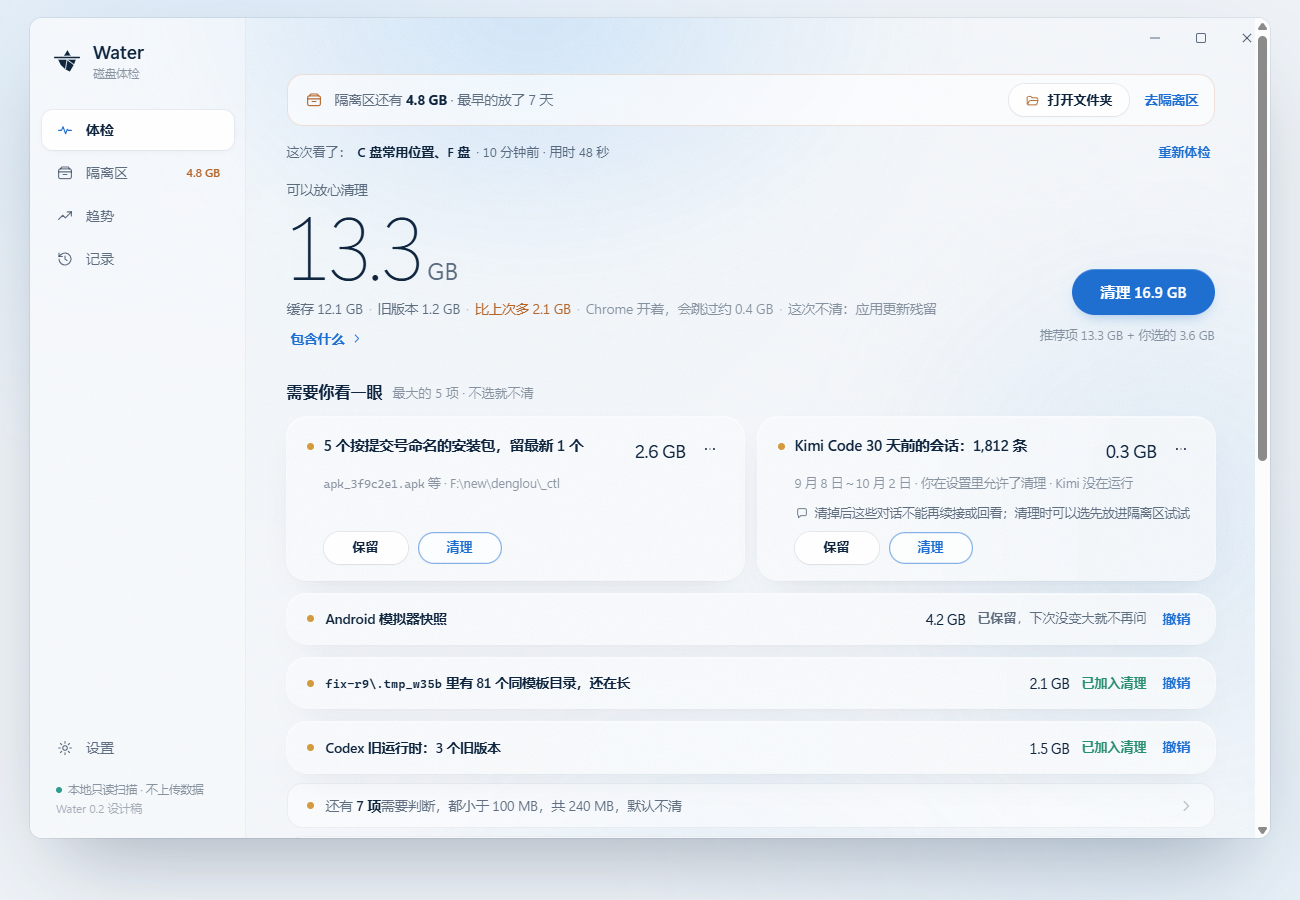 Water
磁盘体检
体检
隔离区 4.8 GB
趋势
记录
设置
本地只读扫描 · 不上传数据
Water 0.2 设计稿
隔离区还有 4.8 GB · 最早的放了 7 天
打开文件夹
去隔离区
这次看了： C 盘常用位置、F 盘 · 10 分钟前 · 用时 48 秒
重新体检
可以放心清理
13.3 GB
缓存 12.1 GB · 旧版本 1.2 GB · 比上次多 2.1 GB · Chrome 开着，会跳过约 0.4 GB · 这次不清：应用更新残留
包含什么
清理 16.9 GB
推荐项 13.3 GB + 你选的 3.6 GB
需要你看一眼 最大的 5 项 · 不选就不清
5 个按提交号命名的安装包，留最新 1 个
2.6 GB ···
apk_3f9c2e1.apk 等 · F:\new\denglou\_ctl
保留
清理
Kimi Code 30 天前的会话：1,812 条
0.3 GB ···
9 月 8 日 ~ 10 月 2 日 · 你在设置里允许了清理 · Kimi 没在运行
清掉后这些对话不能再续接或回看；清理时可以选先放进隔离区试试
保留
清理
Android 模拟器快照
4.2 GB 已保留，下次没变大就不再问 撤销
fix-r9\.tmp_w35b 里有 81 个同模板目录，还在长
2.1 GB 已加入清理 撤销
Codex 旧运行时：3 个旧版本
1.5 GB 已加入清理 撤销
还有 7 项需要判断，都小于 100 MB，共 240 MB，默认不清